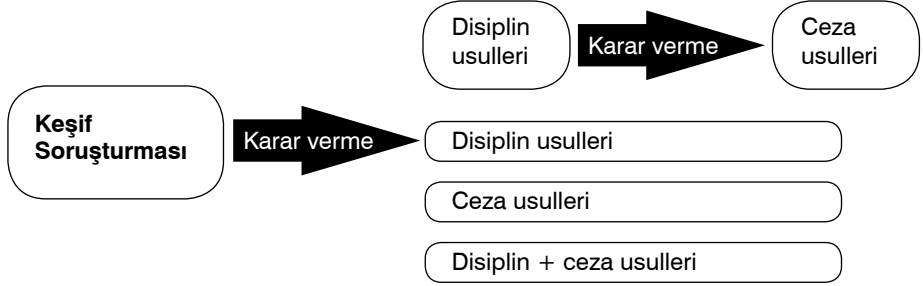 Disiplin
usulleri
Karar verme
Ceza
usulleri
Keşif
Soruşturması
Karar verme
Disiplin usulleri
Ceza usulleri
Disiplin + ceza usulleri